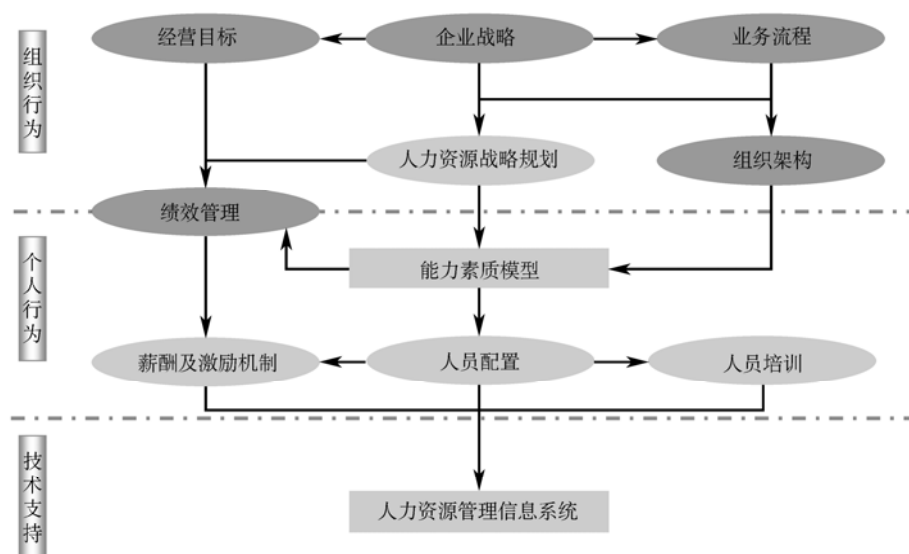 组织行为
经营目标
企业战略
业务流程
人力资源战略规划
组织架构
绩效管理
个人行为
能力素质模型
薪酬及激励机制
人员配置
人员培训
技术支持
人力资源管理信息系统